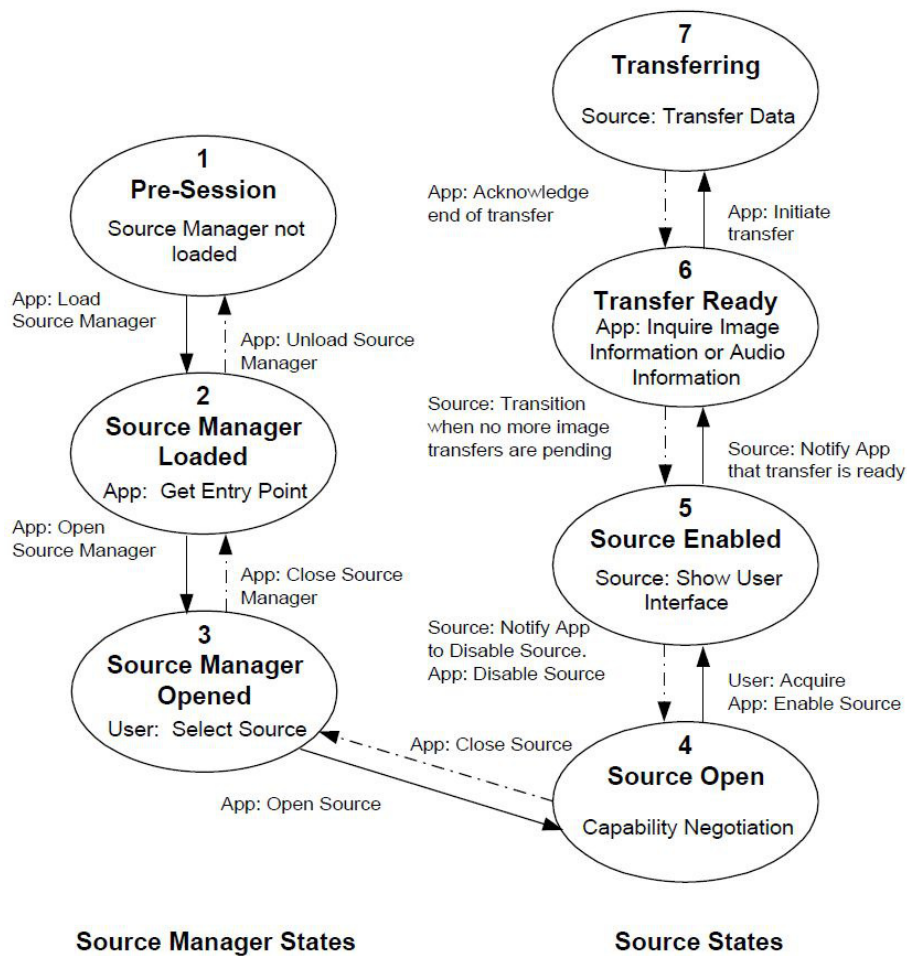 1
Pre-Session
Source Manager not
loaded
App: Load
Source Manager
App: Unload Source
Manager
2
Source Manager
Loaded
App: Get Entry Point
App: Open
Source Manager
App: Close Source
Manager
3
Source Manager
Opened
User: Select Source
App: Close Source
App: Open Source
7
Transferring
Source: Transfer Data
App: Acknowledge
end of transfer
App: Initiate
transfer
6
Transfer Ready
App: Inquire Image
Information or Audio
Information
Source: Transition
when no more image
transfers are pending
Source: Notify App
that transfer is ready
5
Source Enabled
Source: Show User
Interface
Source: Notify App
to Disable Source.
App: Disable Source
User: Acquire
App: Enable Source
4
Source Open
Capability Negotiation
Source Manager States
Source States